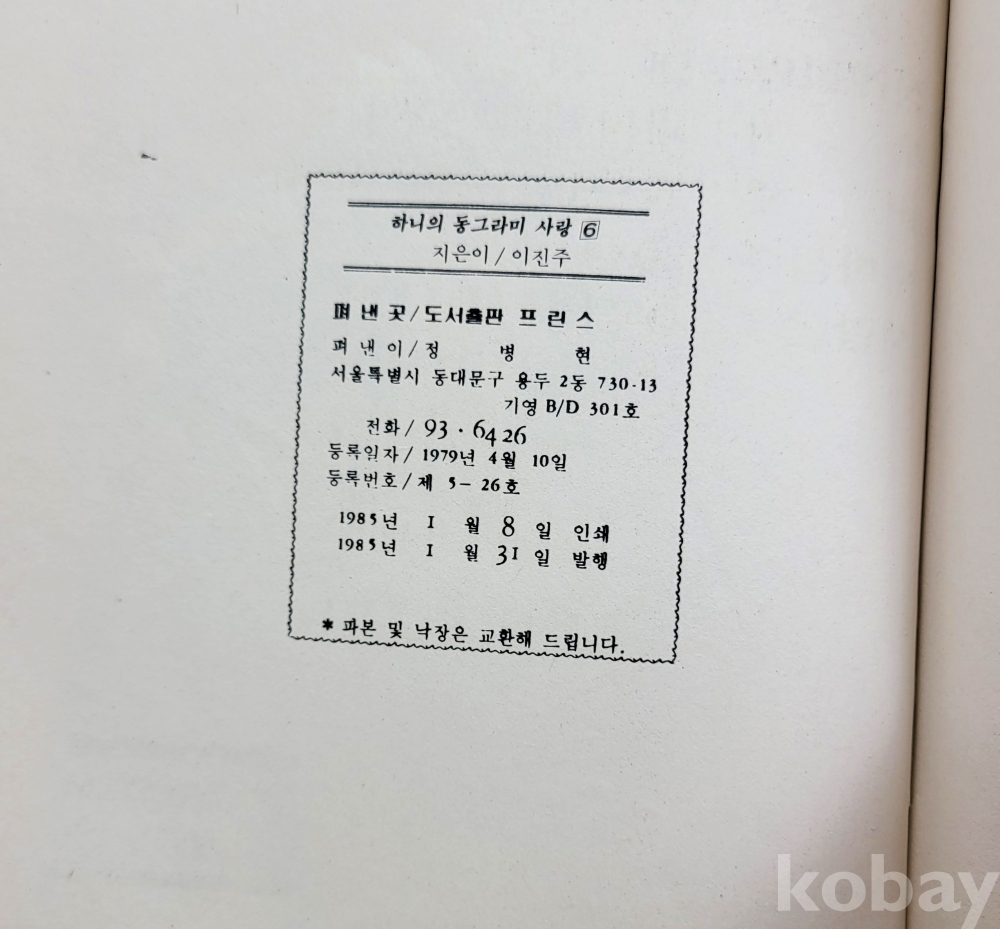 하니의 동그라미 사랑 6
지은이 / 이진주
펴 낸 곳 / 도서출판 프린스
펴 낸 이 / 정 병 현
서울특별시 동대문구 용두 2동 730-13
기영 B/D 301호
전화 / 93 · 6426
등록일자 / 1979년 4월 10일
등록번호 / 제 5- 26호
1985년 1 월 8 일 인쇄
1985년 1 월 31 일 발행
* 파본 및 낙장은 교환해 드립니다.
kobay